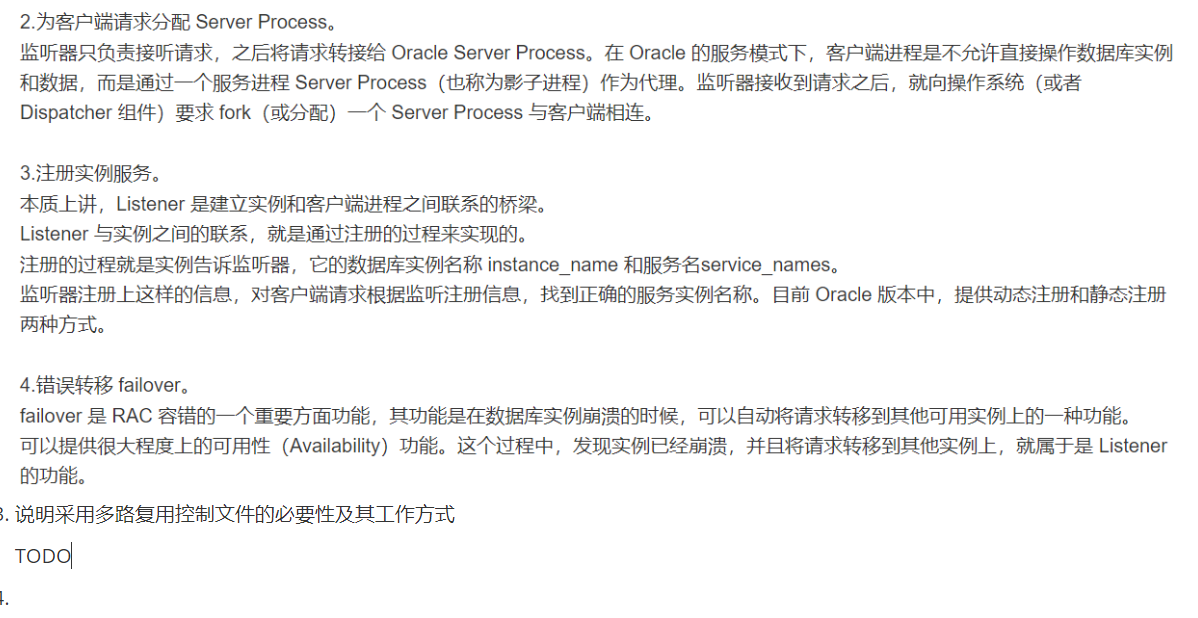 2.为客户端请求分配 Server Process。
监听器只负责接听请求，之后将请求转接给 Oracle Server Process。在 Oracle 的服务模式下，客户端进程是不允许直接操作数据库实例
和数据，而是通过一个服务进程 Server Process（也称为影子进程）作为代理。监听器接收到请求之后，就向操作系统（或者
Dispatcher 组件）要求 fork（或分配）一个 Server Process 与客户端相连。
3.注册实例服务。
本质上讲，Listener 是建立实例和客户端进程之间联系的桥梁。
Listener 与实例之间的联系，就是通过注册的过程来实现的。
注册的过程就是实例告诉监听器，它的数据库实例名称 instance_name 和服务名service_names。
监听器注册上这样的信息，对客户端请求根据监听注册信息，找到正确的服务实例名称。目前 Oracle 版本中，提供动态注册和静态注册
两种方式。
4.错误转移 failover。
failover 是 RAC 容错的一个重要方面功能，其功能是在数据库实例崩溃的时候，可以自动将请求转移到其他可用实例上的一种功能。
可以提供很大程度上的可用性（Availability）功能。这个过程中，发现实例已经崩溃，并且将请求转移到其他实例上，就属于是 Listener
的功能。
3. 说明采用多路复用控制文件的必要性及其工作方式
TODO
4.